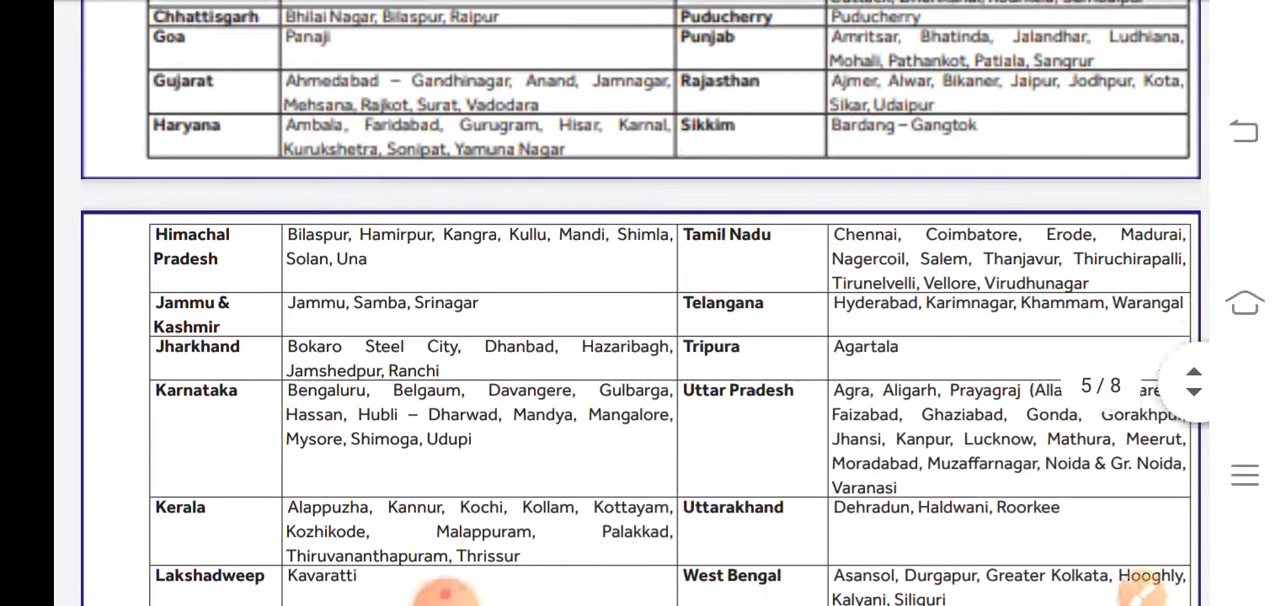 Chhattisgarh Bhilai Nagar, Bilaspur, Raipur Puducherry Puducherry
Goa Panaji Punjab Amritsar, Bhatinda, Jalandhar, Ludhiana,
Mohali, Pathankot, Patiala, Sangrur
Gujarat Ahmedabad – Gandhinagar, Anand, Jamnagar, Rajasthan Ajmer, Alwar, Bikaner, Jaipur, Jodhpur, Kota,
Mehsana, Rajkot, Surat, Vadodara Sikar, Udaipur
Haryana Ambala, Faridabad, Gurugram, Hisar, Karnal, Sikkim Bardang – Gangtok
Kurukshetra, Sonipat, Yamuna Nagar
Himachal Bilaspur, Hamirpur, Kangra, Kullu, Mandi, Shimla, Tamil Nadu Chennai, Coimbatore, Erode, Madurai,
Pradesh Solan, Una Nagercoil, Salem, Thanjavur, Thiruchirapalli,
Tirunelvelli, Vellore, Virudhunagar
Jammu & Jammu, Samba, Srinagar Telangana Hyderabad, Karimnagar, Khammam, Warangal
Kashmir
Jharkhand Bokaro Steel City, Dhanbad, Hazaribagh, Tripura Agartala
Jamshedpur, Ranchi
Karnataka Bengaluru, Belgaum, Davangere, Gulbarga, Uttar Pradesh Agra, Aligarh, Prayagraj (Alla 5 / 8
Hassan, Hubli – Dharwad, Mandya, Mangalore, Faizabad, Ghaziabad, Gonda, Gorakhpu
Mysore, Shimoga, Udupi Jhansi, Kanpur, Lucknow, Mathura, Meerut,
Moradabad, Muzaffarnagar, Noida & Gr. Noida,
Varanasi
Kerala Alappuzha, Kannur, Kochi, Kollam, Kottayam, Uttarakhand Dehradun, Haldwani, Roorkee
Kozhikode, Malappuram, Palakkad,
Thiruvananthapuram, Thrissur
Lakshadweep Kavaratti West Bengal Asansol, Durgapur, Greater Kolkata, Hooghly,
Kalyani, Siliguri